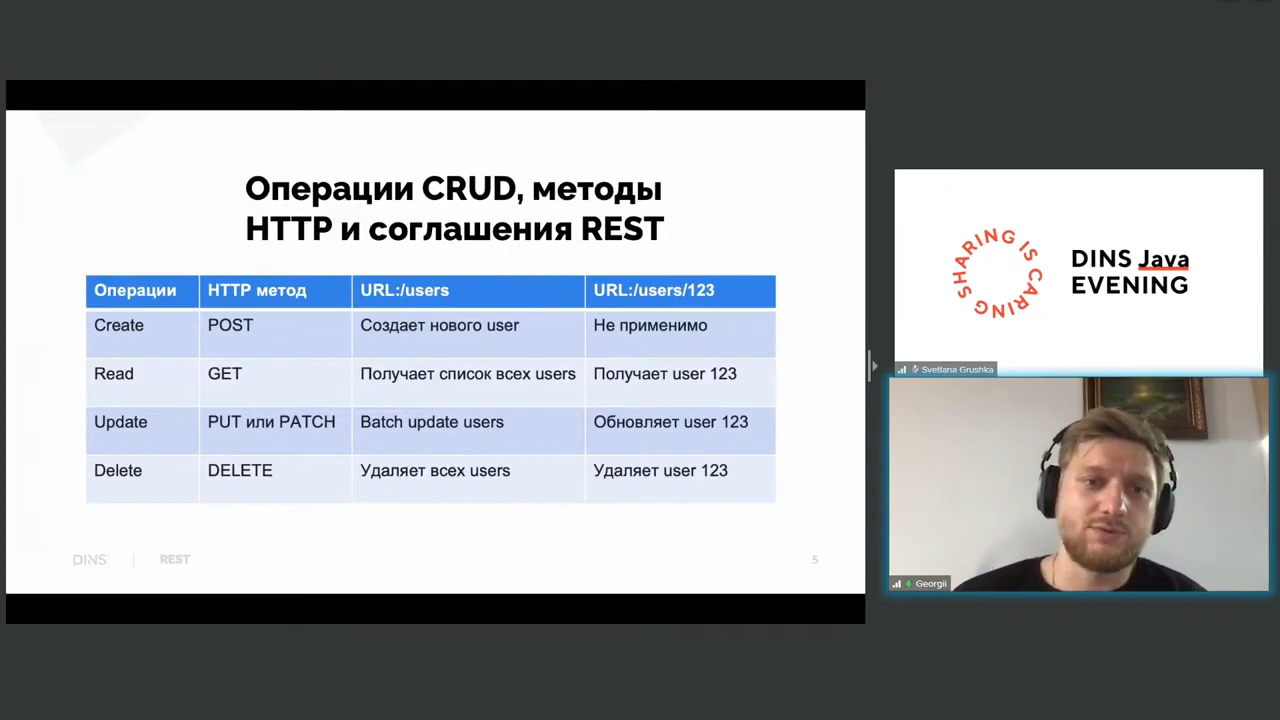 Операции CRUD, методы
HTTP и соглашения REST
Операции HTTP метод URL:/users URL:/users/123
Create POST Создает нового user Не применимо
Read GET Получает список всех users Получает user 123
Update PUT или PATCH Batch update users Обновляет user 123
Delete DELETE Удаляет всех users Удаляет user 123
DINS | REST 5
SHARING IS CARING
DINS Java
EVENING
Svetlana Grushka
Georgii